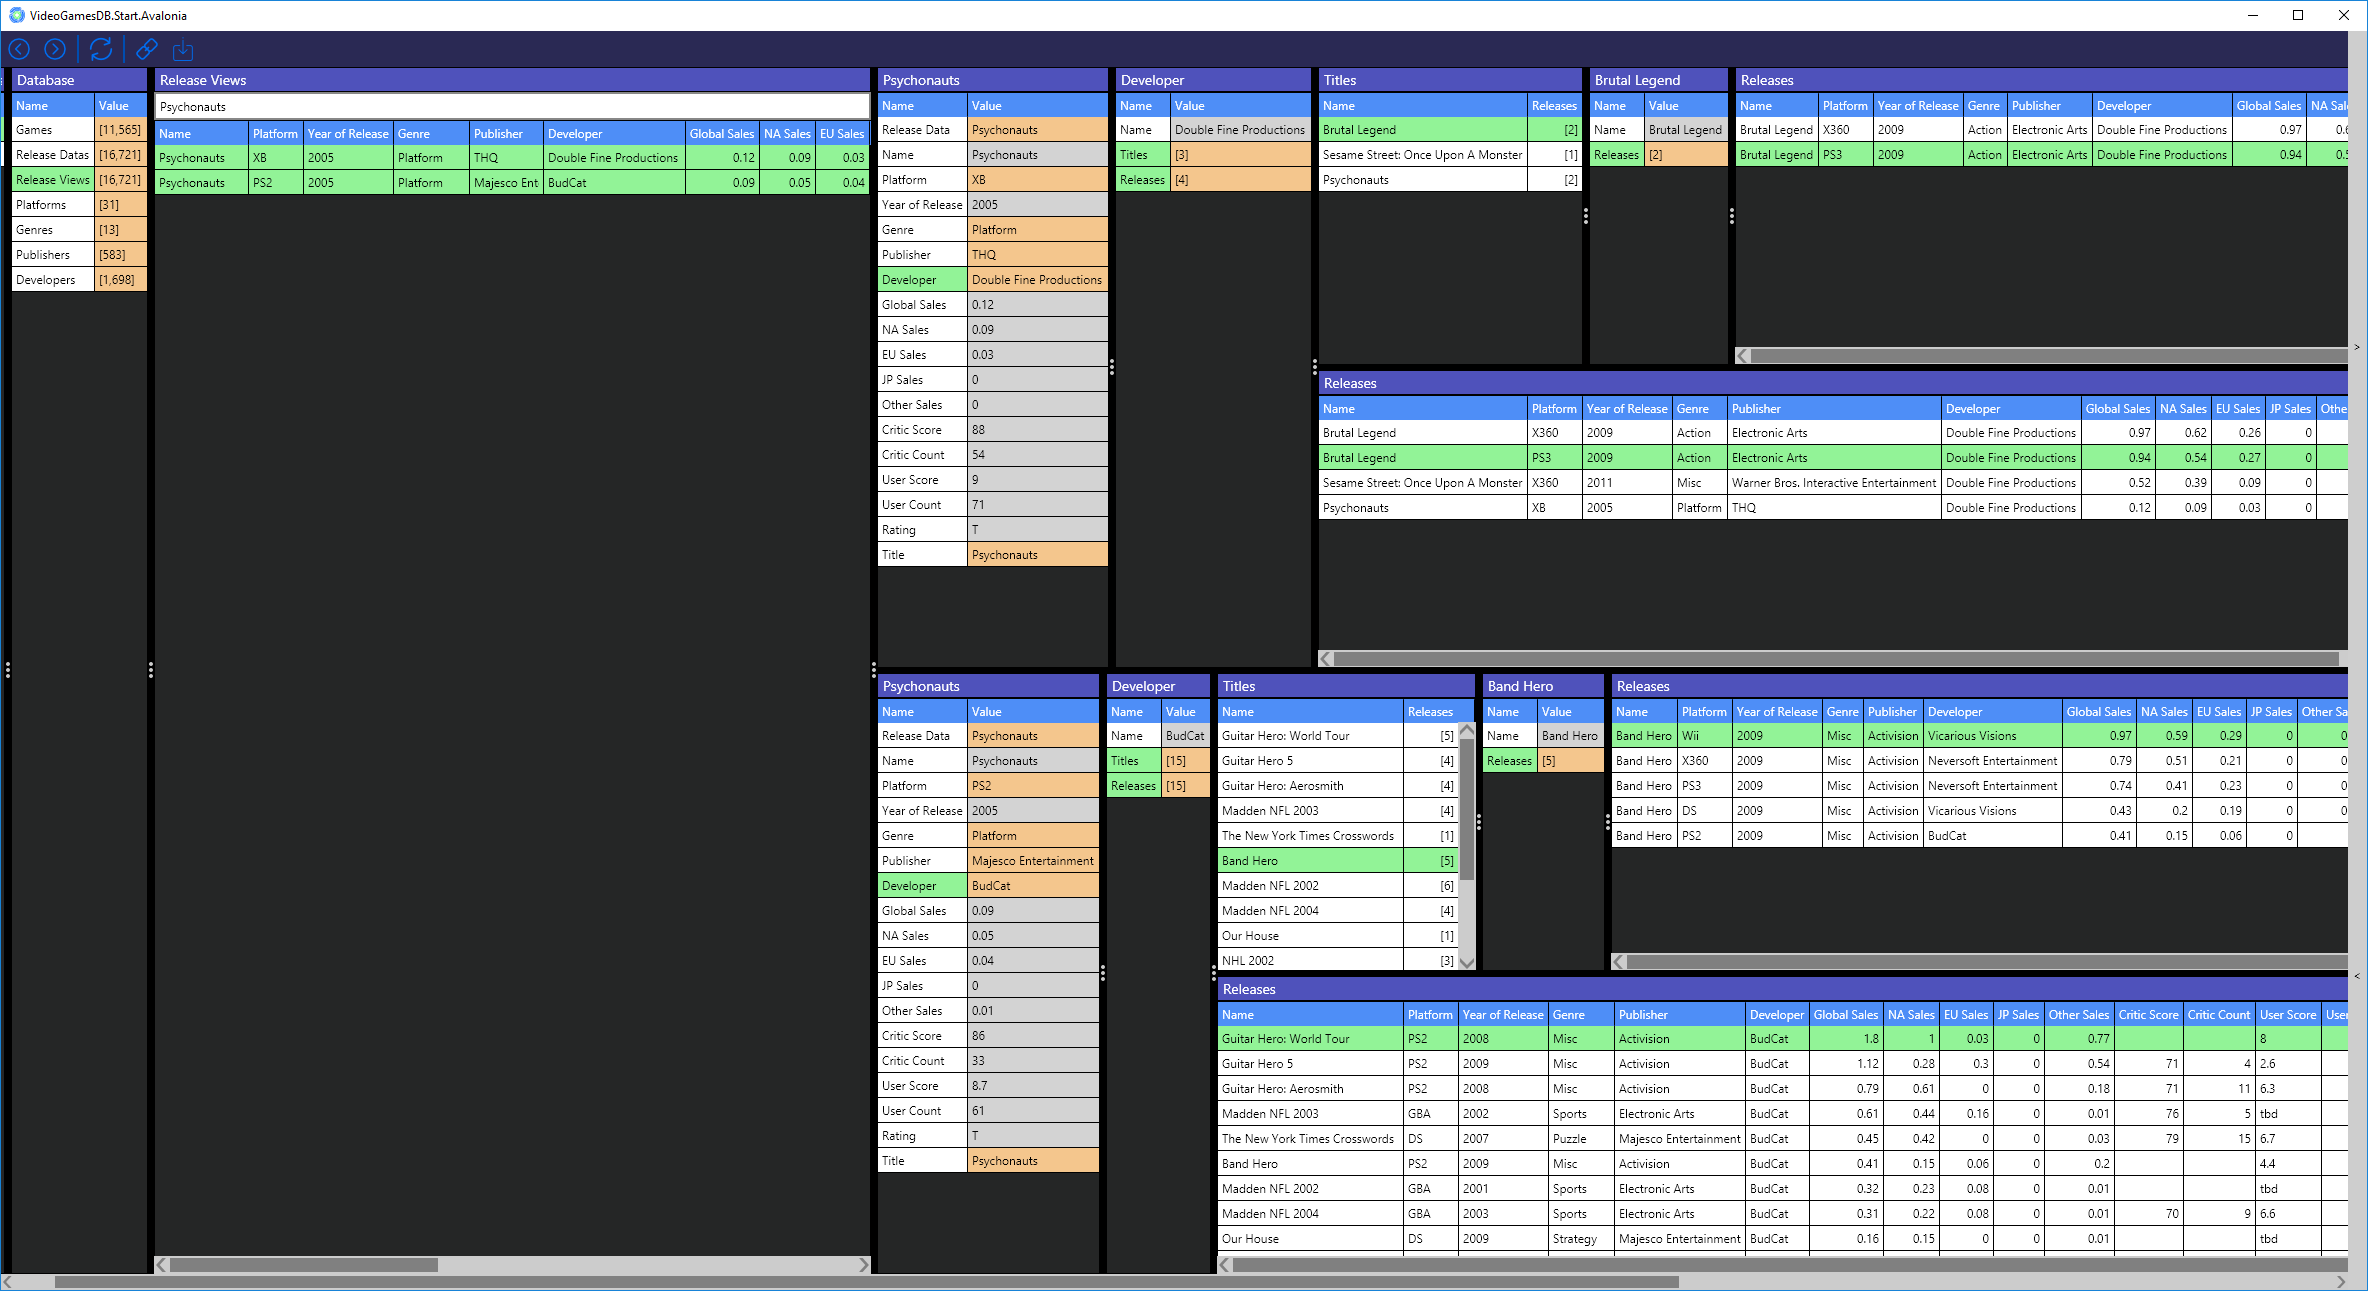 VideoGamesDB.Start.Avalonia
Database
Name Value
Games [11,565]
Release Datas [16,721]
Release Views [16,721]
Platforms [31]
Genres [13]
Publishers [583]
Developers [1,698]
Release Views
Psychonauts
Name Platform Year of Release Genre Publisher Developer Global Sales NA Sales EU Sales
Psychonauts XB 2005 Platform THQ Double Fine Productions 0.12 0.09 0.03
Psychonauts PS2 2005 Platform Majesco Ent BudCat 0.09 0.05 0.04
Psychonauts
Name Value
Release Data Psychonauts
Name Psychonauts
Platform XB
Year of Release 2005
Genre Platform
Publisher THQ
Developer Double Fine Productions
Global Sales 0.12
NA Sales 0.09
EU Sales 0.03
JP Sales 0
Other Sales 0
Critic Score 88
Critic Count 54
User Score 9
User Count 71
Rating T
Title Psychonauts
Developer
Name Value
Name Double Fine Productions
Titles [3]
Releases [4]
Titles
Name Releases
Brutal Legend [2]
Sesame Street: Once Upon A Monster [1]
Psychonauts [2]
Brutal Legend
Name Value
Name Brutal Legend
Releases [2]
Releases
Name Platform Year of Release Genre Publisher Developer Global Sales NA Sal
Brutal Legend X360 2009 Action Electronic Arts Double Fine Productions 0.97
Brutal Legend PS3 2009 Action Electronic Arts Double Fine Productions 0.94
>
Releases
Name Platform Year of Release Genre Publisher Developer Global Sales NA Sales EU Sales JP Sales Othe
Brutal Legend X360 2009 Action Electronic Arts Double Fine Productions 0.97 0.62 0.26 0
Brutal Legend PS3 2009 Action Electronic Arts Double Fine Productions 0.94 0.54 0.27 0
Sesame Street: Once Upon A Monster X360 2011 Misc Warner Bros. Interactive Entertainment Double Fine Productions 0.52 0.39 0.09 0
Psychonauts XB 2005 Platform THQ Double Fine Productions 0.12 0.09 0.03 0
Psychonauts
Name Value
Release Data Psychonauts
Name Psychonauts
Platform PS2
Year of Release 2005
Genre Platform
Publisher Majesco Entertainment
Developer BudCat
Global Sales 0.09
NA Sales 0.05
EU Sales 0.04
JP Sales 0
Other Sales 0.01
Critic Score 86
Critic Count 33
User Score 8.7
User Count 61
Rating T
Title Psychonauts
Developer
Name Value
Name BudCat
Titles [15]
Releases [15]
Titles
Name Releases
Guitar Hero: World Tour [5]
Guitar Hero 5 [4]
Guitar Hero: Aerosmith [4]
Madden NFL 2003 [4]
The New York Times Crosswords [1]
Band Hero [5]
Madden NFL 2002 [6]
Madden NFL 2004 [4]
Our House [1]
NHL 2002 [3]
Band Hero
Name Value
Name Band Hero
Releases [5]
Releases
Name Platform Year of Release Genre Publisher Developer Global Sales NA Sales EU Sales JP Sales Other Sa
Band Hero Wii 2009 Misc Activision Vicarious Visions 0.97 0.59 0.29 0 0
Band Hero X360 2009 Misc Activision Neversoft Entertainment 0.79 0.51 0.21 0 0
Band Hero PS3 2009 Misc Activision Neversoft Entertainment 0.74 0.41 0.23 0 0
Band Hero DS 2009 Misc Activision Vicarious Visions 0.43 0.2 0.19 0 0
Band Hero PS2 2009 Misc Activision BudCat 0.41 0.15 0.06 0
<
Releases
Name Platform Year of Release Genre Publisher Developer Global Sales NA Sales EU Sales JP Sales Other Sales Critic Score Critic Count User Score User
Guitar Hero: World Tour PS2 2008 Misc Activision BudCat 1.8 1 0.03 0 0.77 8
Guitar Hero 5 PS2 2009 Misc Activision BudCat 1.12 0.28 0.3 0 0.54 71 4 2.6
Guitar Hero: Aerosmith PS2 2008 Misc Activision BudCat 0.79 0.61 0 0 0.18 71 11 6.3
Madden NFL 2003 GBA 2002 Sports Electronic Arts BudCat 0.61 0.44 0.16 0 0.01 76 5 tbd
The New York Times Crosswords DS 2007 Puzzle Majesco Entertainment BudCat 0.45 0.42 0 0 0.03 79 15 6.7
Band Hero PS2 2009 Misc Activision BudCat 0.41 0.15 0.06 0 0.2 4.4
Madden NFL 2002 GBA 2001 Sports Electronic Arts BudCat 0.32 0.23 0.08 0 0.01 tbd
Madden NFL 2004 GBA 2003 Sports Electronic Arts BudCat 0.31 0.22 0.08 0 0.01 70 9 6.6
Our House DS 2009 Strategy Majesco Entertainment BudCat 0.16 0.15 0 0 0.01 tbd